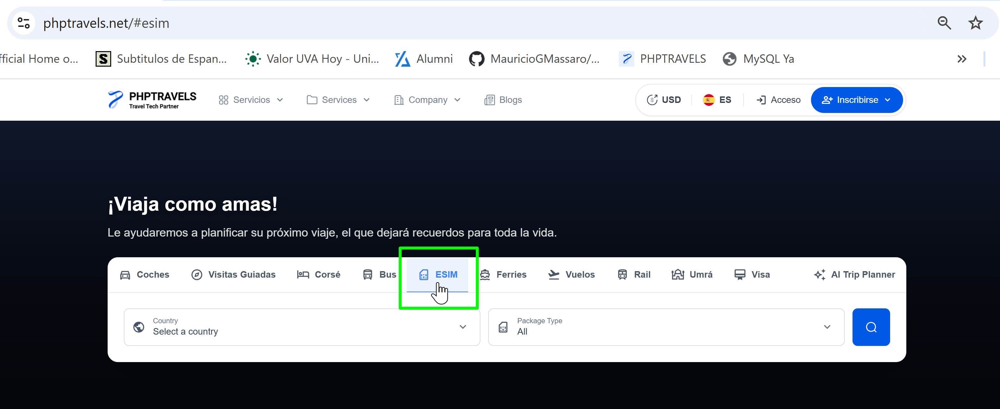 phptravels.net/#esim
fficial Home o...
Subtitulos de Espan...
Valor UVA Hoy - Uni...
Alumni
MauricioGMassaro/...
PHPTRAVELS
MySQL Ya
PHPTRAVELS
Travel Tech Partner
Servicios
Services
Company
Blogs
USD
ES
Acceso
Inscribirse
¡Viaja como amas!
Le ayudaremos a planificar su próximo viaje, el que dejará recuerdos para toda la vida.
Coches
Visitas Guiadas
Corsé
Bus
ESIM
Ferries
Vuelos
Rail
Umrá
Visa
AI Trip Planner
Country
Select a country
Package Type
All